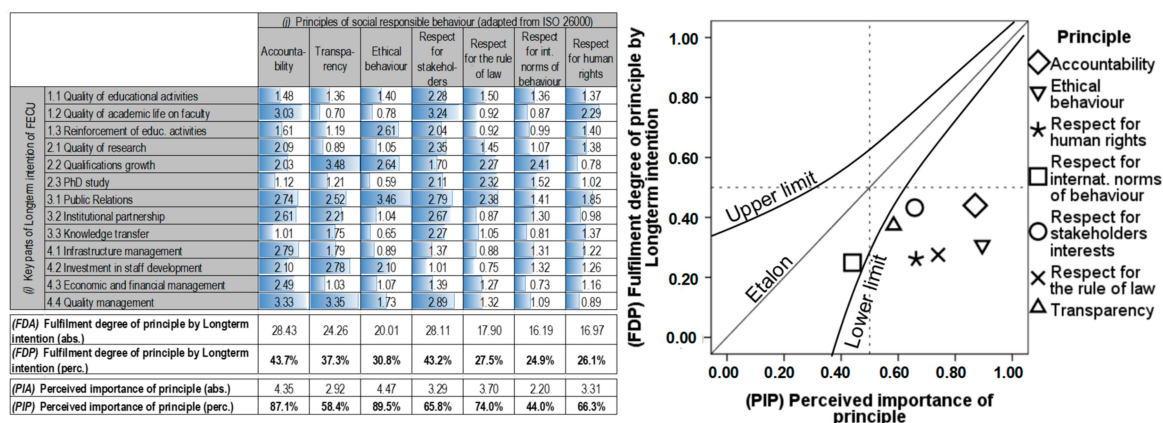 (j) Principles of social responsible behaviour (adapted from ISO 26000)
Accounta-
bility
Transpa-
rency
Ethical
behaviour
Respect
for
stakehol-
ders
Respect
for the rule
of law
Respect
for int.
norms of
behaviour
Respect
for human
rights
(i) Key parts of Longterm intention of FECU
1.1 Quality of educational activities 1.48 1.36 1.40 2.28 1.50 1.36 1.37
1.2 Quality of academic life on faculty 3.03 0.70 0.78 3.24 0.92 0.87 2.29
1.3 Reinforcement of educ. activities 1.61 1.19 2.61 2.04 0.92 0.99 1.40
2.1 Quality of research 2.09 0.89 1.05 2.35 1.45 1.07 1.38
2.2 Qualifications growth 2.03 3.48 2.64 1.70 2.27 2.41 0.78
2.3 PhD study 1.12 1.21 0.59 2.11 2.32 1.52 1.02
3.1 Public Relations 2.74 2.52 3.46 2.79 2.38 1.41 1.85
3.2 Institutional partnership 2.61 2.21 1.04 2.67 0.87 1.30 0.98
3.3 Knowledge transfer 1.01 1.75 0.65 2.27 1.05 0.81 1.37
4.1 Infrastructure management 2.79 1.79 0.89 1.37 0.88 1.31 1.22
4.2 Investment in staff development 2.10 2.78 2.10 1.01 0.75 1.32 1.26
4.3 Economic and financial management 2.49 1.03 1.07 1.39 1.27 0.73 1.16
4.4 Quality management 3.33 3.35 1.73 2.89 1.32 1.09 0.89
(FDA) Fulfilment degree of principle by Longterm
intention (abs.) 28.43 24.26 20.01 28.11 17.90 16.19 16.97
(FDP) Fulfilment degree of principle by Longterm
intention (perc.) 43.7% 37.3% 30.8% 43.2% 27.5% 24.9% 26.1%
(PIA) Perceived importance of principle (abs.) 4.35 2.92 4.47 3.29 3.70 2.20 3.31
(PIP) Perceived importance of principle (perc.) 87.1% 58.4% 89.5% 65.8% 74.0% 44.0% 66.3%
(FDP) Fulfilment degree of principle by
Longterm intention
1.00
0.80
0.60
0.40
0.20
0.00
Upper limit
Etalon
Lower limit
0.00 0.20 0.40 0.60 0.80 1.00
(PIP) Perceived importance of
principle
Principle
Accountability
Ethical
behaviour
Respect for
human rights
Respect for
internat. norms
of behaviour
Respect for
stakeholders
interests
Respect for
the rule of law
Transparency